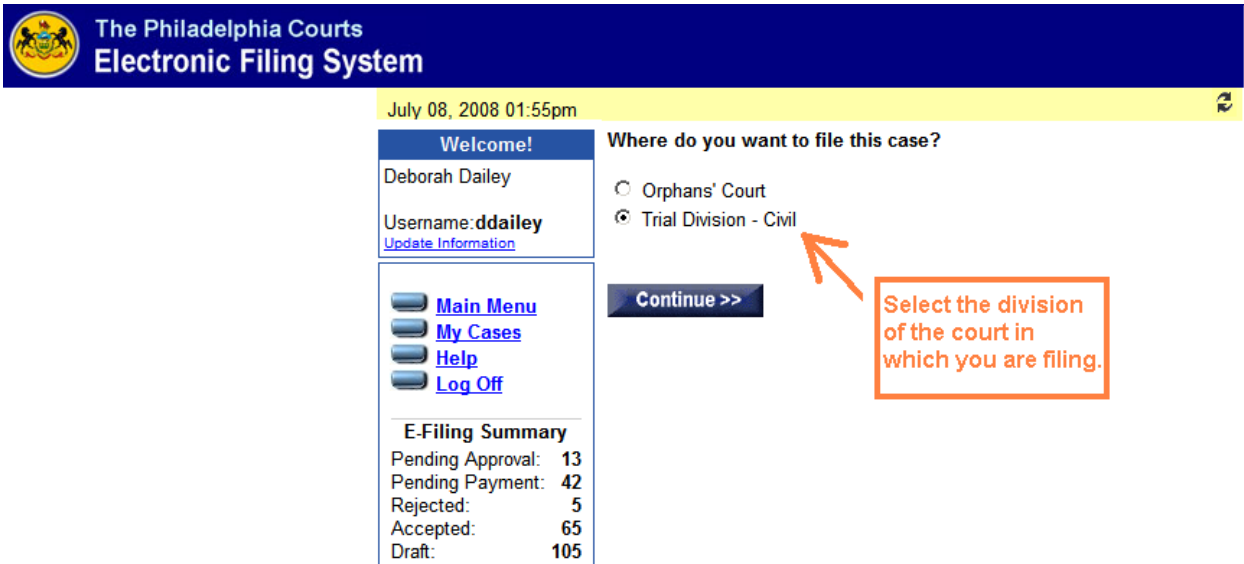 The Philadelphia Courts
Electronic Filing System
July 08, 2008 01:55pm
Welcome!
Deborah Dailey
Username:ddailey
Update Information
Main Menu
My Cases
Help
Log Off
E-Filing Summary
Pending Approval: 13
Pending Payment: 42
Rejected: 5
Accepted: 65
Draft: 105
Where do you want to file this case?
Orphans' Court
Trial Division - Civil
Continue >>
Select the division
of the court in
which you are filing.